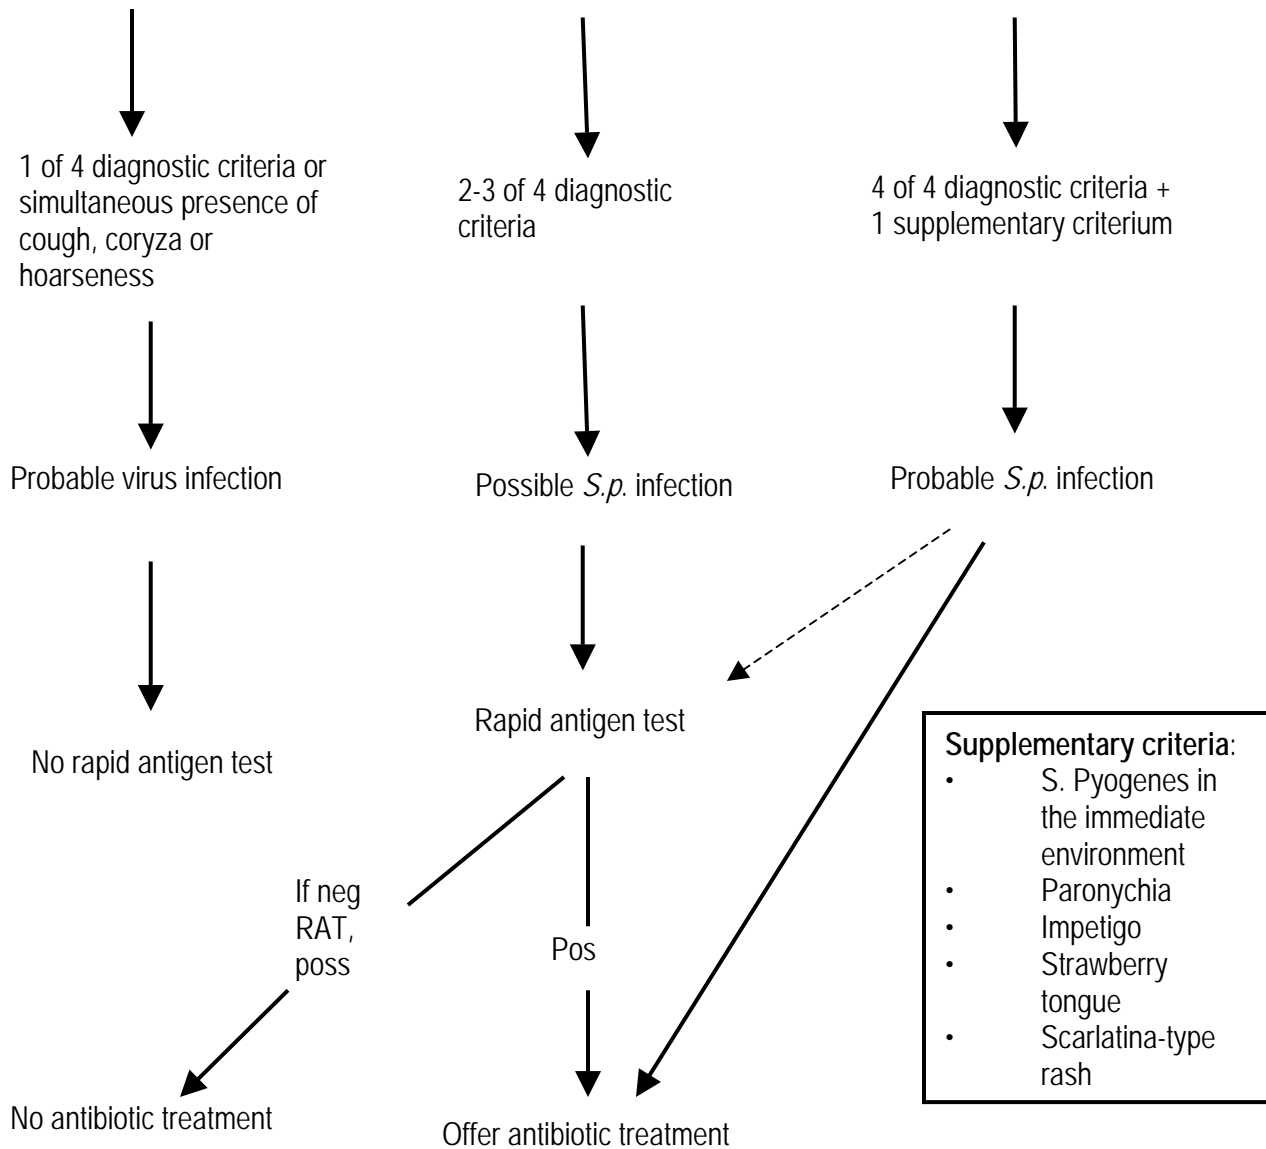 1 of 4 diagnostic criteria or
simultaneous presence of
cough, coryza or
hoarseness
2-3 of 4 diagnostic
criteria
4 of 4 diagnostic criteria +
1 supplementary criterium
Probable virus infection
Possible S.p. infection
Probable S.p. infection
No rapid antigen test
Rapid antigen test
Supplementary criteria:
• S. Pyogenes in
the immediate
environment
• Paronychia
• Impetigo
• Strawberry
tongue
• Scarlatina-type
rash
If neg
RAT,
poss
Pos
No antibiotic treatment
Offer antibiotic treatment